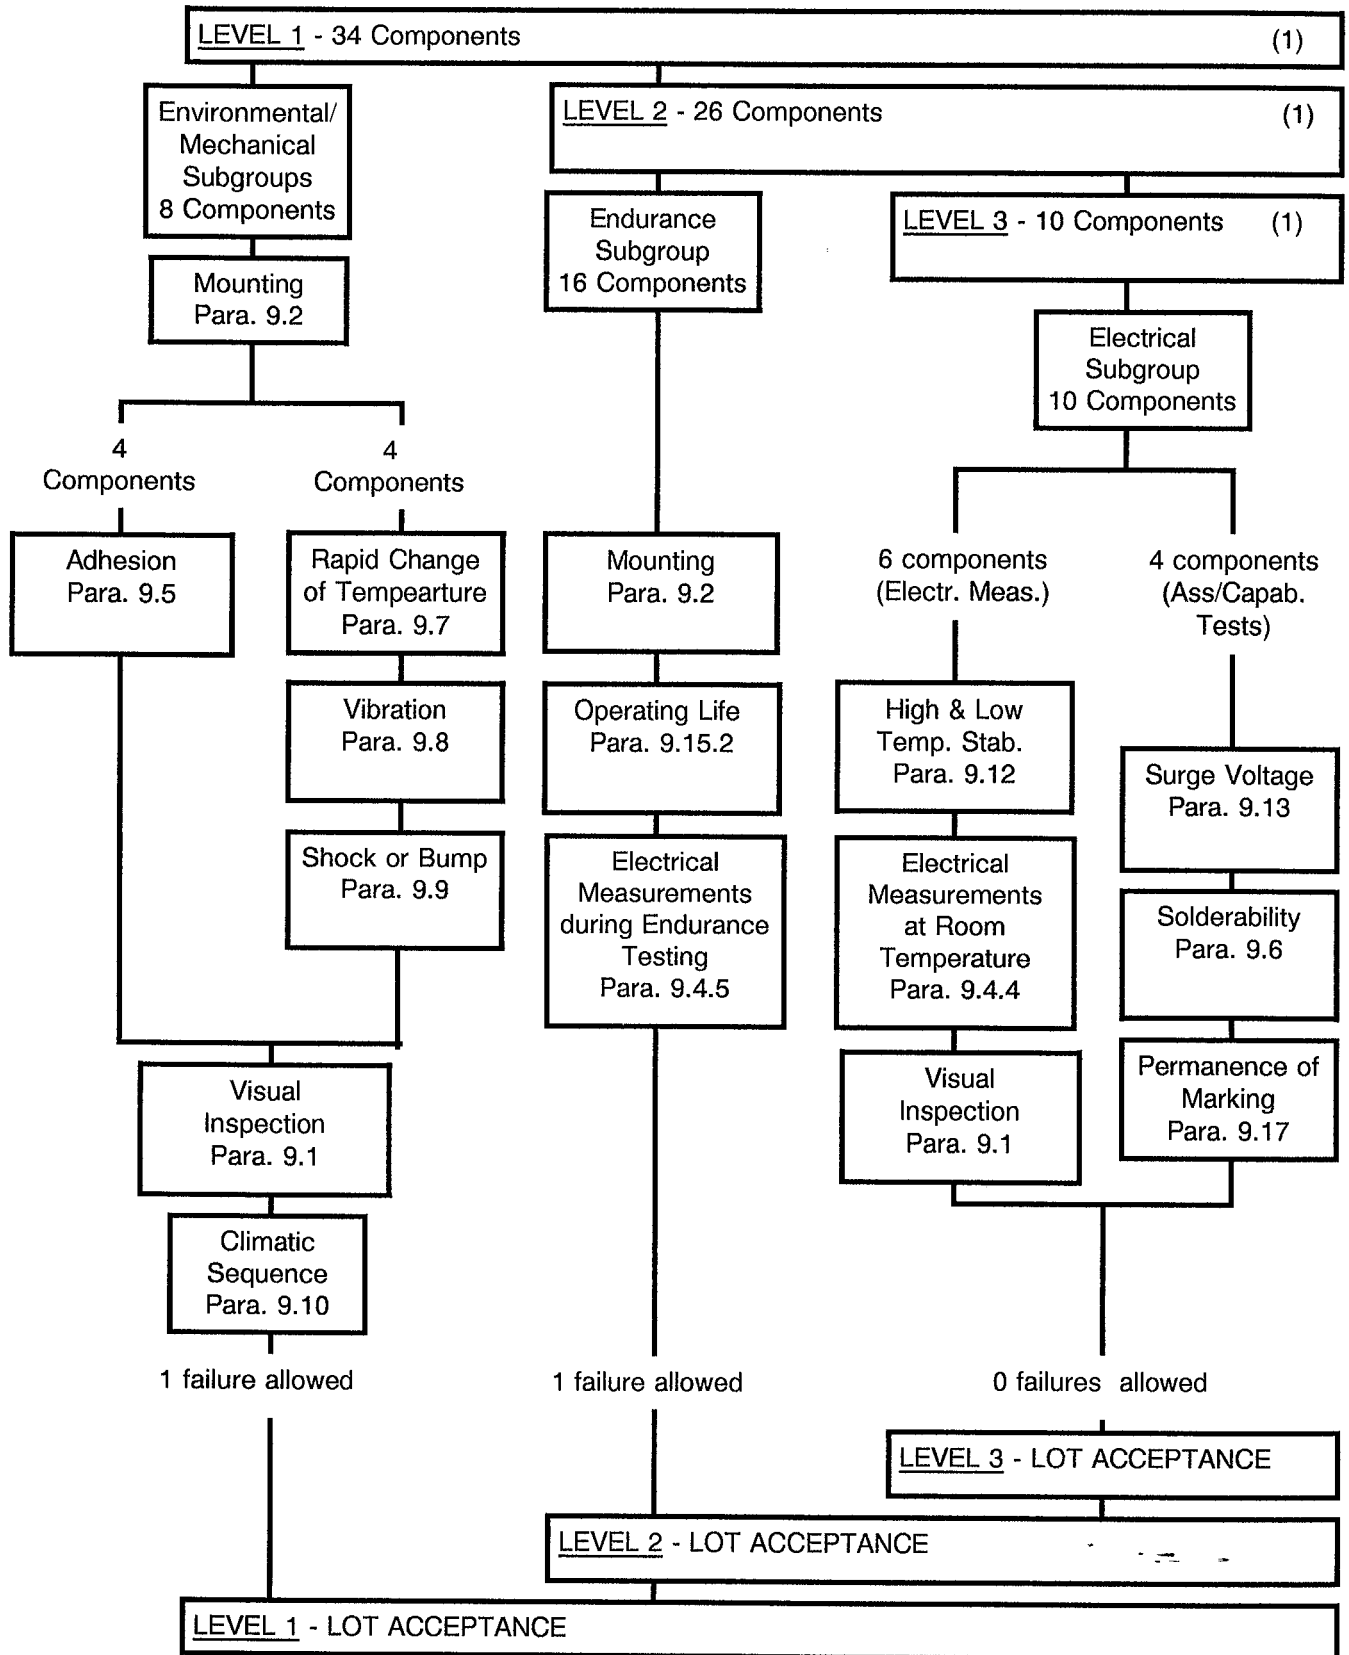 LEVEL 1 - 34 Components (1)
Environmental/
Mechanical
Subgroups
8 Components
LEVEL 2 - 26 Components (1)
Mounting
Para. 9.2
Endurance
Subgroup
16 Components
LEVEL 3 - 10 Components (1)
Electrical
Subgroup
10 Components
4
Components
4
Components
Adhesion
Para. 9.5
Rapid Change
of Tempearture
Para. 9.7
Mounting
Para. 9.2
6 components
(Electr. Meas.)
4 components
(Ass/Capab.
Tests)
Vibration
Para. 9.8
Operating Life
Para. 9.15.2
High & Low
Temp. Stab.
Para. 9.12
Surge Voltage
Para. 9.13
Shock or Bump
Para. 9.9
Electrical
Measurements
during Endurance
Testing
Para. 9.4.5
Electrical
Measurements
at Room
Temperature
Para. 9.4.4
Solderability
Para. 9.6
Visual
Inspection
Para. 9.1
Visual
Inspection
Para. 9.1
Permanence of
Marking
Para. 9.17
Climatic
Sequence
Para. 9.10
1 failure allowed
1 failure allowed
0 failures allowed
LEVEL 3 - LOT ACCEPTANCE
LEVEL 2 - LOT ACCEPTANCE
LEVEL 1 - LOT ACCEPTANCE